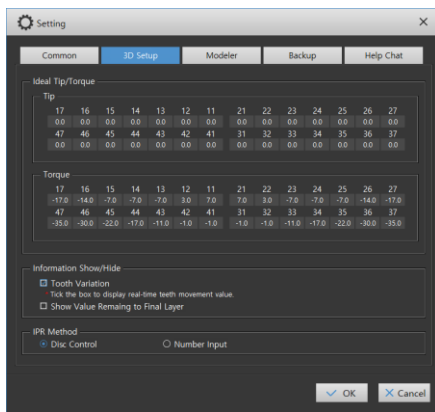 Setting
Common 3D Setup Modeler Backup Help Chat
Ideal Tip/Torque
Tip
17 16 15 14 13 12 11 21 22 23 24 25 26 27
0.0 0.0 0.0 0.0 0.0 0.0 0.0 0.0 0.0 0.0 0.0 0.0 0.0 0.0
47 46 45 44 43 42 41 31 32 33 34 35 36 37
0.0 0.0 0.0 0.0 0.0 0.0 0.0 0.0 0.0 0.0 0.0 0.0 0.0 0.0
Torque
17 16 15 14 13 12 11 21 22 23 24 25 26 27
-17.0 -14.0 -7.0 -7.0 -7.0 3.0 7.0 7.0 3.0 -7.0 -7.0 -7.0 -14.0 -17.0
47 46 45 44 43 42 41 31 32 33 34 35 36 37
-35.0 -30.0 -22.0 -17.0 -11.0 -1.0 -1.0 -1.0 -1.0 -11.0 -17.0 -22.0 -30.0 -35.0
Information Show/Hide
Tooth Variation
Tick the box to display real-time teeth movement value.
Show Value Remaing to Final Layer
IPR Method
Disc Control Number Input
OK Cancel